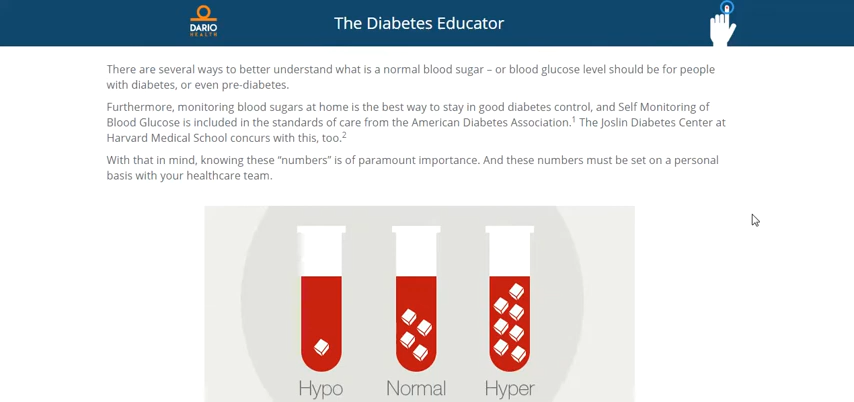 DARIO
HEALTH
The Diabetes Educator
There are several ways to better understand what is a normal blood sugar – or blood glucose level should be for people
with diabetes, or even pre-diabetes.
Furthermore, monitoring blood sugars at home is the best way to stay in good diabetes control, and Self Monitoring of
Blood Glucose is included in the standards of care from the American Diabetes Association.1 The Joslin Diabetes Center at
Harvard Medical School concurs with this, too.2
With that in mind, knowing these “numbers” is of paramount importance. And these numbers must be set on a personal
basis with your healthcare team.
Hypo Normal Hyper